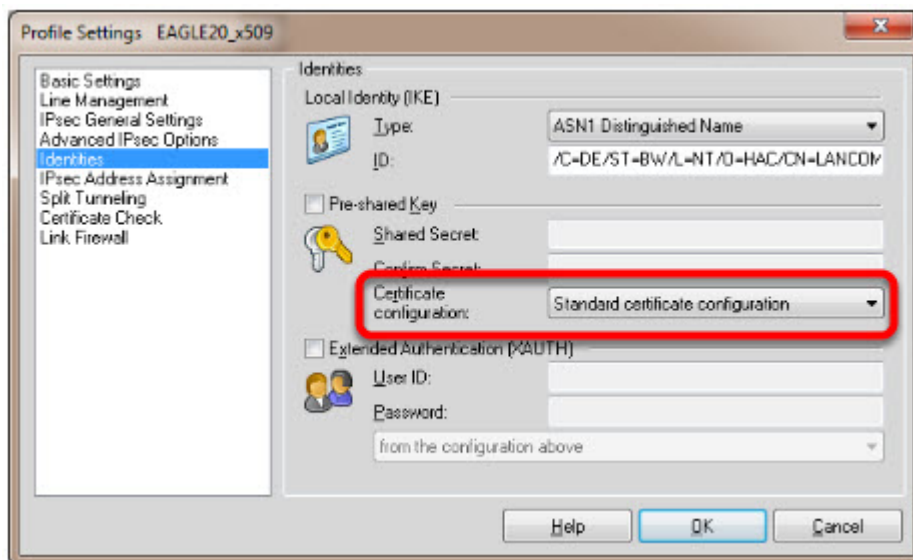 Profile Settings EAGLE20_x509
Basic Settings
Line Management
IPsec General Settings
Advanced IPsec Options
Identities
IPsec Address Assignment
Split Tunneling
Certificate Check
Link Firewall
Identities
Local Identity (IKE)
Type: ASN1 Distinguished Name
ID: /C=DE/ST=BW/L=NT/O=HAC/CN=LANCOM
Pre-shared Key
Shared Secret:
Confirm Secret:
Certificate
configuration: Standard certificate configuration
Extended Authentication (XAUTH)
User ID:
Password:
from the configuration above
Help OK Cancel